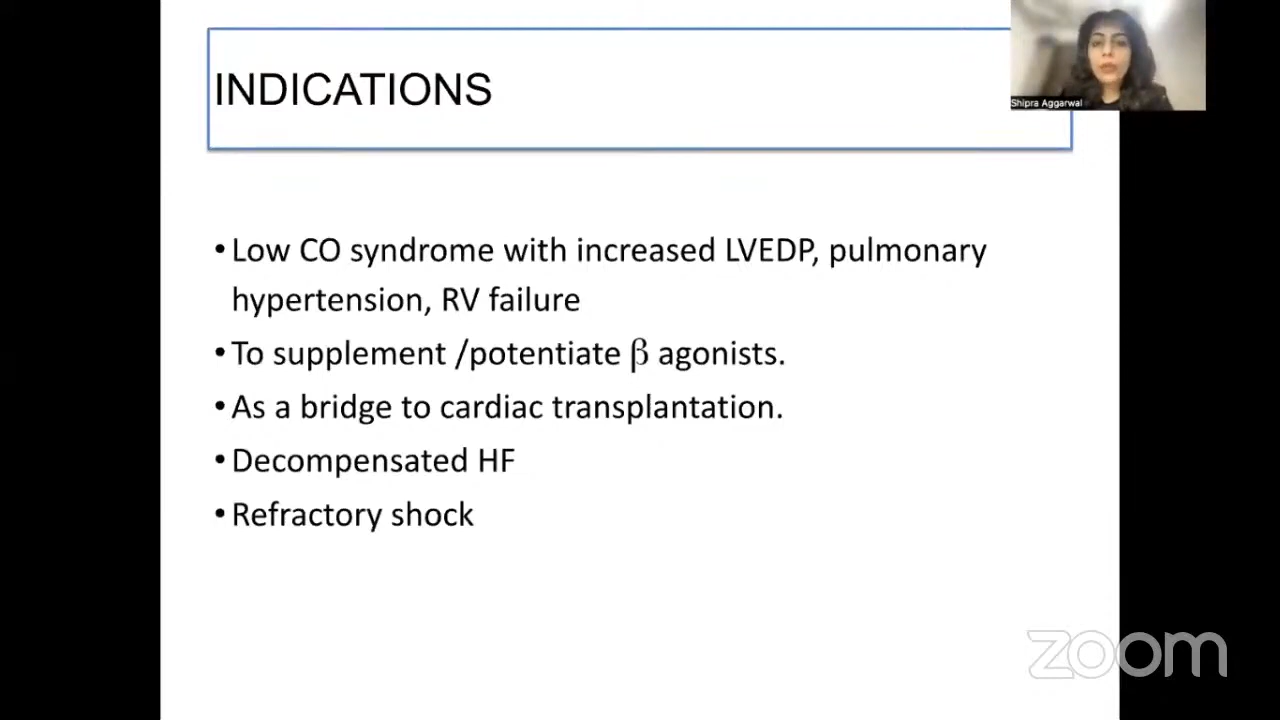 INDICATIONS
Shipra Aggarwal
•Low CO syndrome with increased LVEDP, pulmonary
hypertension, RV failure
•To supplement /potentiate β agonists.
•As a bridge to cardiac transplantation.
•Decompensated HF
•Refractory shock
zoom